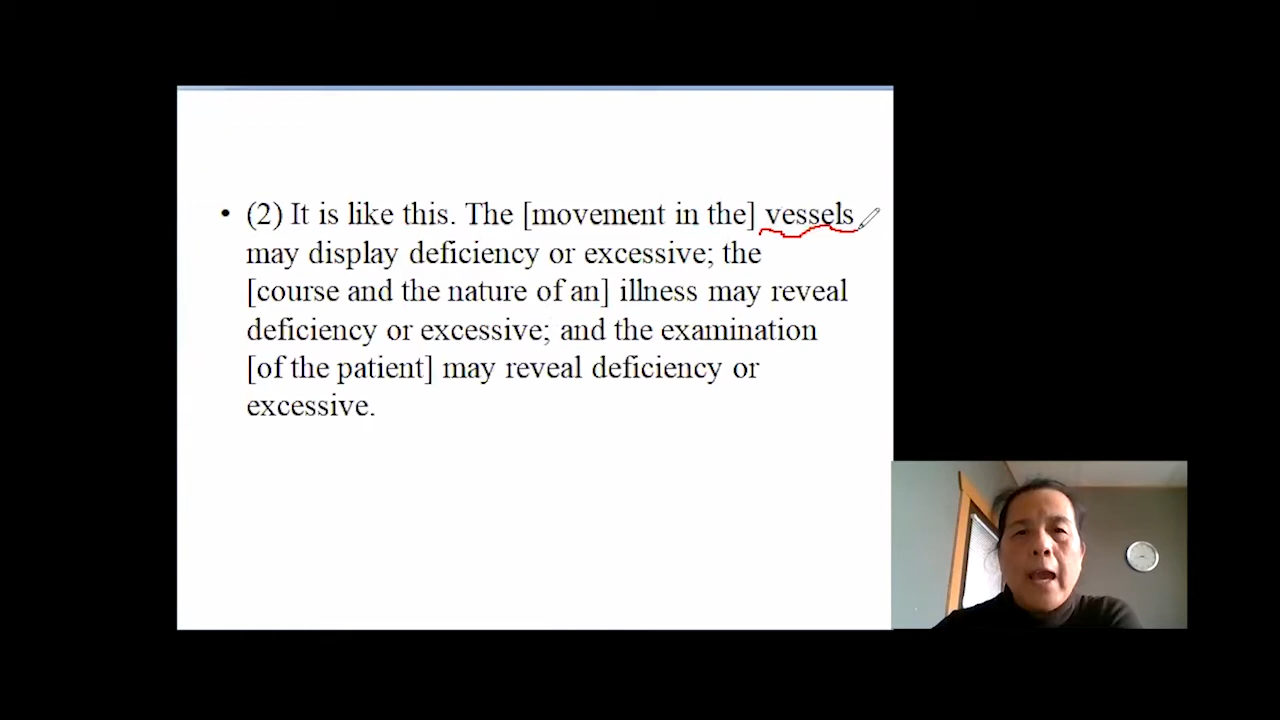 • (2) It is like this. The [movement in the] vessels
may display deficiency or excessive; the
[course and the nature of an] illness may reveal
deficiency or excessive; and the examination
[of the patient] may reveal deficiency or
excessive.